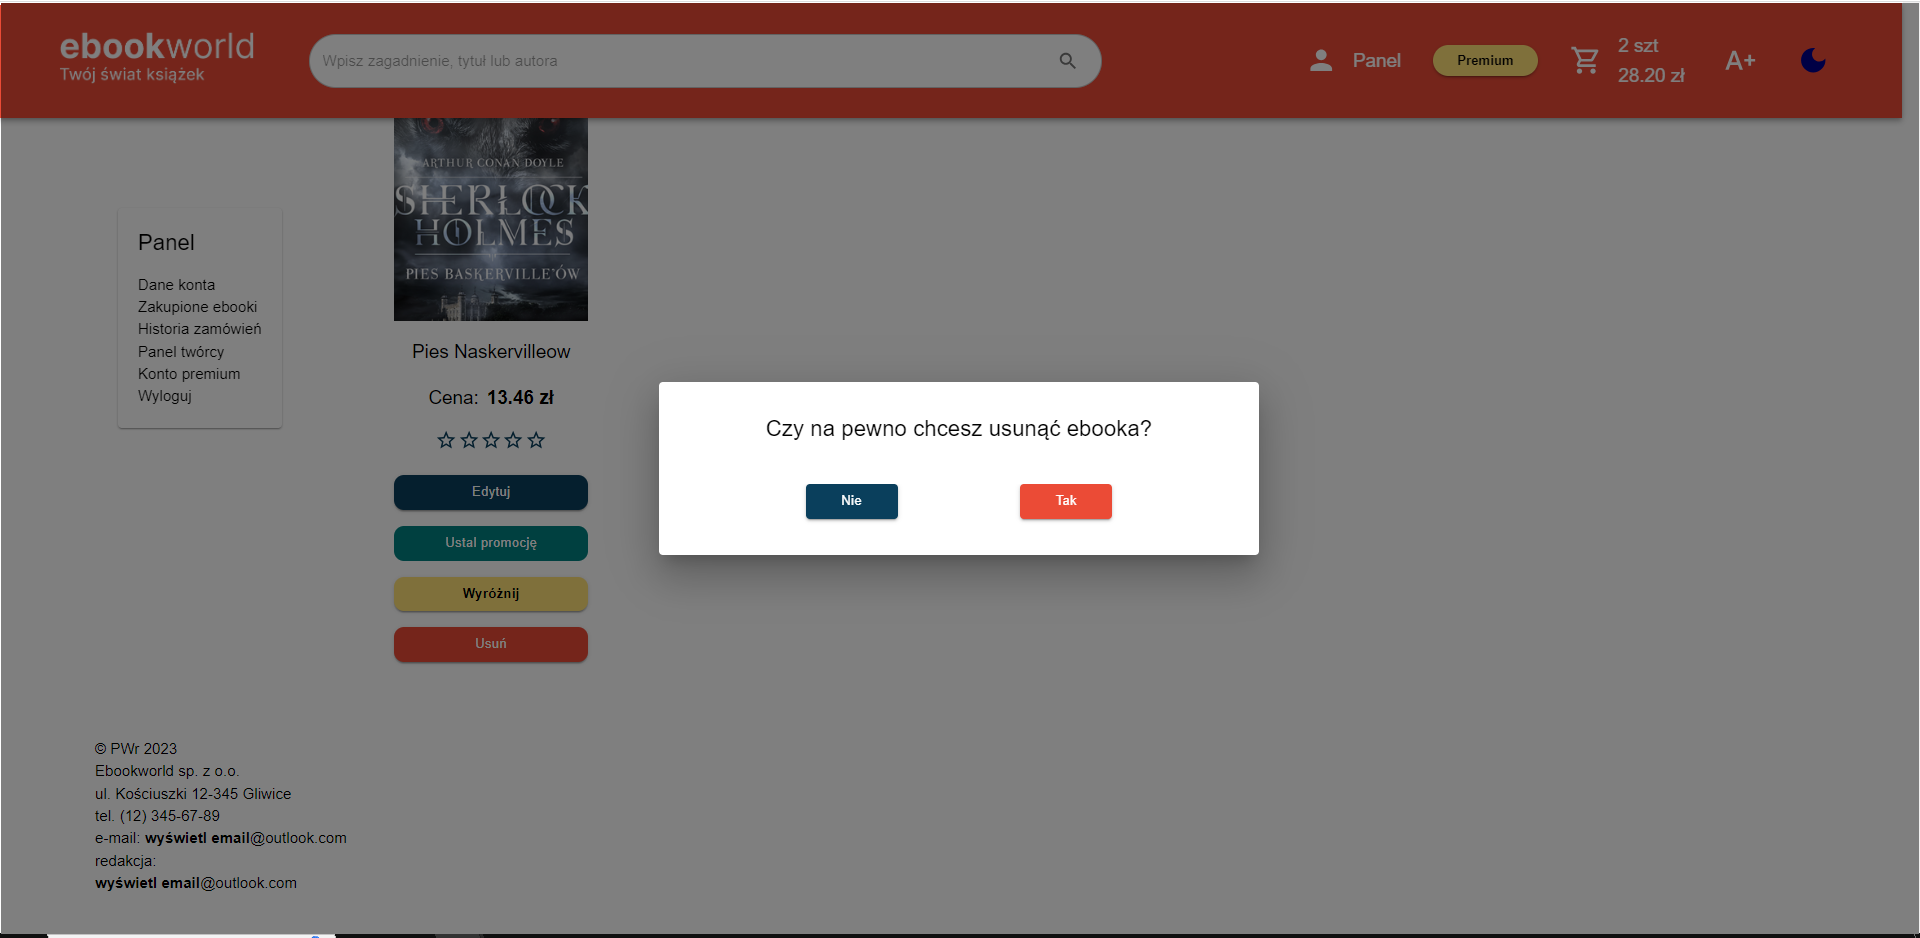 ebookworld
Twój świat książek
Wpisz zagadnienie, tytuł lub autora
Panel
Premium
2 szt
28.20 zł
A+
Panel
Dane konta
Zakupione ebooki
Historia zamówień
Panel twórcy
Konto premium
Wyloguj
ARTHUR CONAN DOYLE
SHERLOCK
HOLMES
PIES BASKERVILLE'ÓW
Pies Naskervilleow
Cena: 13.46 zł
Edytuj
Ustal promocję
Wyróżnij
Usuń
Czy na pewno chcesz usunąć ebooka?
Nie
Tak
© PWr 2023
Ebookworld sp. z o.o.
ul. Kościuszki 12-345 Gliwice
tel. (12) 345-67-89
e-mail: wyświetl email@outlook.com
redakcja:
wyświetl email@outlook.com